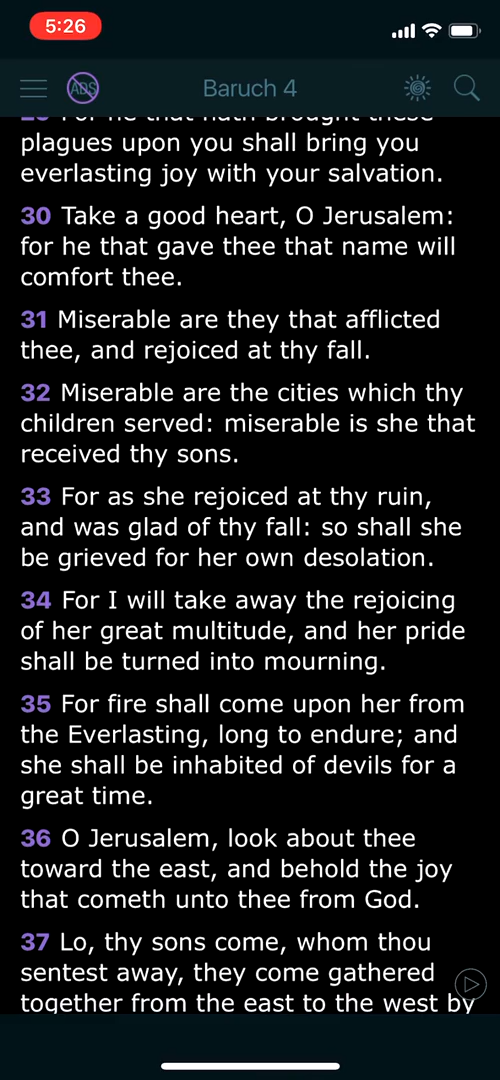 5:26
ADS
Baruch 4
29 For he that hath brought these
plagues upon you shall bring you
everlasting joy with your salvation.
30 Take a good heart, O Jerusalem:
for he that gave thee that name will
comfort thee.
31 Miserable are they that afflicted
thee, and rejoiced at thy fall.
32 Miserable are the cities which thy
children served: miserable is she that
received thy sons.
33 For as she rejoiced at thy ruin,
and was glad of thy fall: so shall she
be grieved for her own desolation.
34 For I will take away the rejoicing
of her great multitude, and her pride
shall be turned into mourning.
35 For fire shall come upon her from
the Everlasting, long to endure; and
she shall be inhabited of devils for a
great time.
36 O Jerusalem, look about thee
toward the east, and behold the joy
that cometh unto thee from God.
37 Lo, thy sons come, whom thou
sentest away, they come gathered
together from the east to the west by